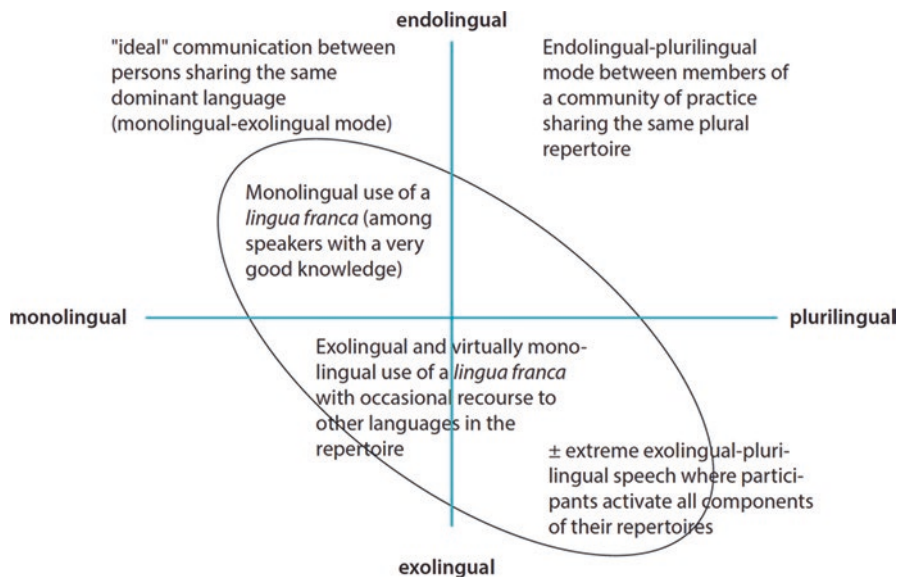 endolingual
"ideal" communication between
persons sharing the same
dominant language
(monolingual-exolingual mode)
Endolingual-plurilingual
mode between members of
a community of practice
sharing the same plural
repertoire
Monolingual use of a
lingua franca (among
speakers with a very
good knowledge)
monolingual
plurilingual
Exolingual and virtually mono-
lingual use of a lingua franca
with occasional recourse to
other languages in the
repertoire
± extreme exolingual-pluri-
lingual speech where partici-
pants activate all components
of their repertoires
exolingual